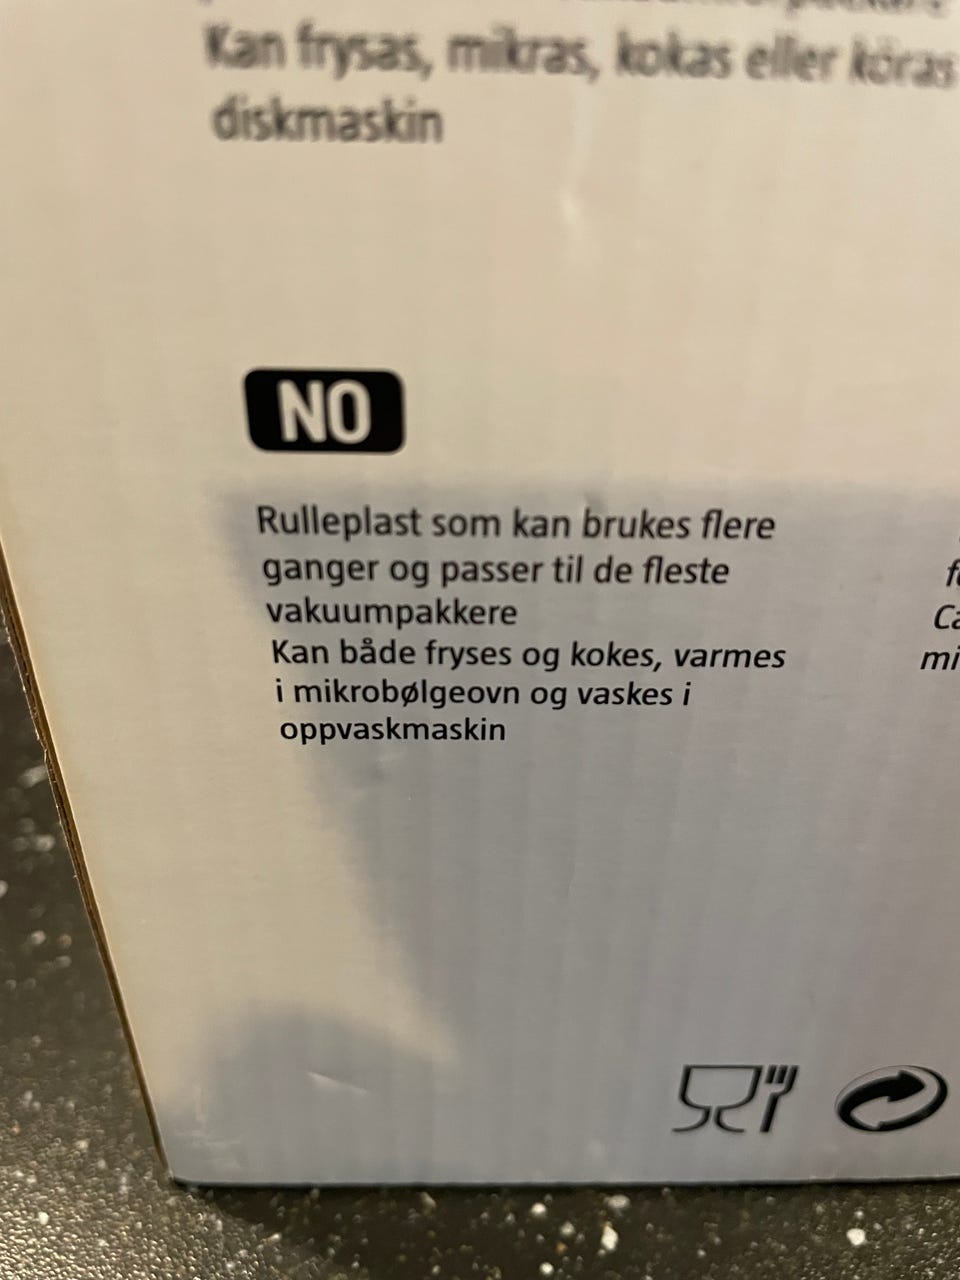 Kan frysas, mikras, kokas eller köras
diskmaskin
NO
Rulleplast som kan brukes flere
ganger og passer til de fleste
vakuumpakkere
Kan både fryses og kokes, varmes
i mikrobølgeovn og vaskes i
oppvaskmaskin